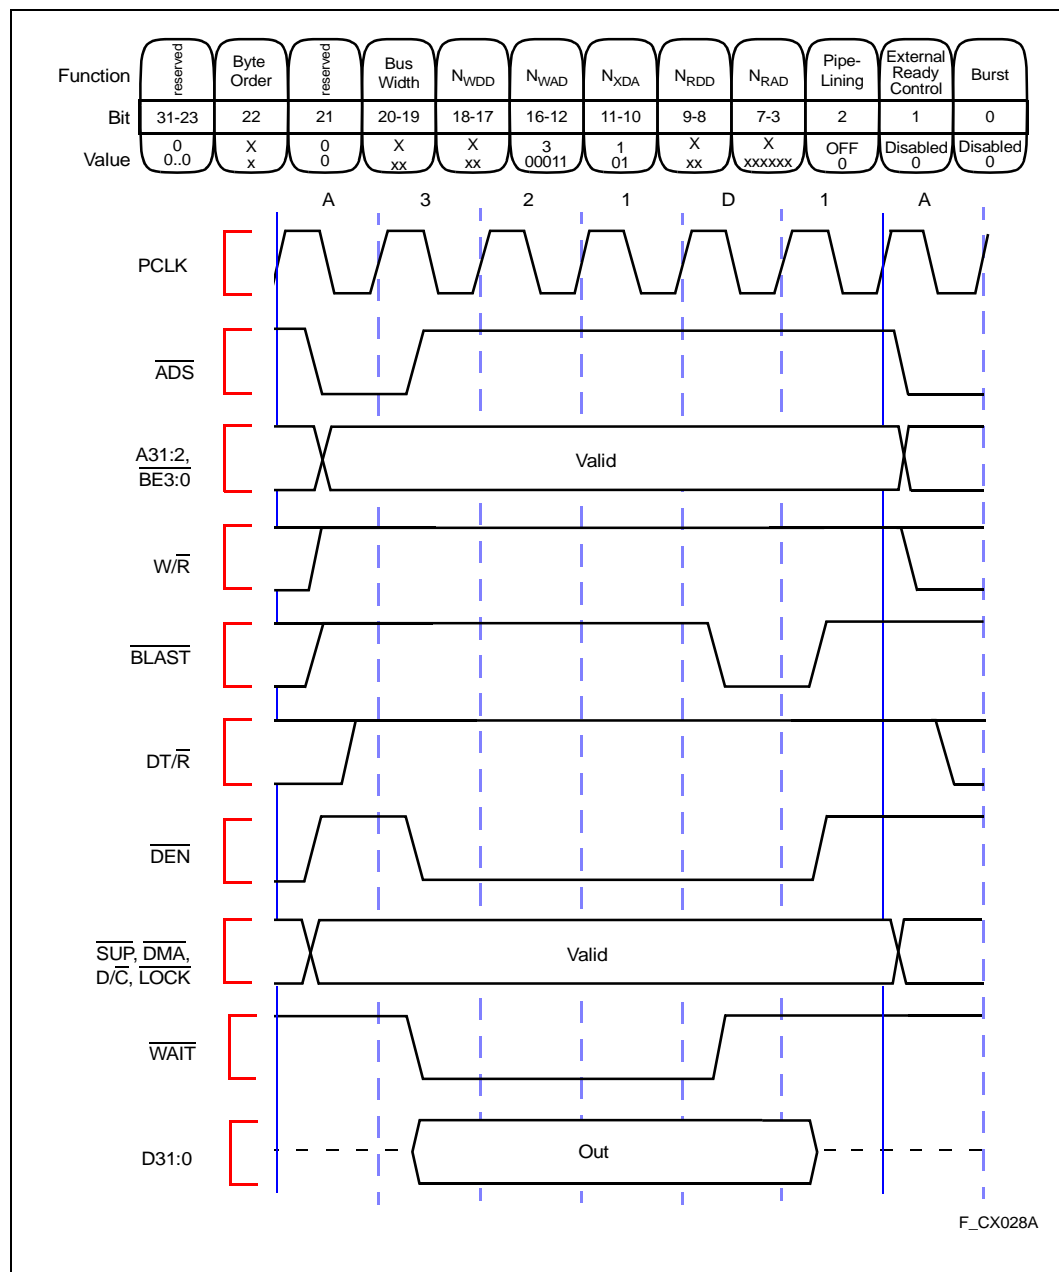 Function reserved Byte Order reserved Bus Width NWDD NWAD NXDA NRDD NRAD Pipe-Lining External Ready Control Burst
Bit 31-23 22 21 20-19 18-17 16-12 11-10 9-8 7-3 2 1 0
Value 0 X 0 X X 3 1 X X OFF Disabled Disabled
0..0 x 0 xx xx 00011 01 xx xxxxxx 0 0 0
A 3 2 1 D 1 A
PCLK
ADS
A31:2,
BE3:0
Valid
W/R
BLAST
DT/R
DEN
SUP, DMA,
D/C, LOCK
Valid
WAIT
D31:0
Out
F_CX028A